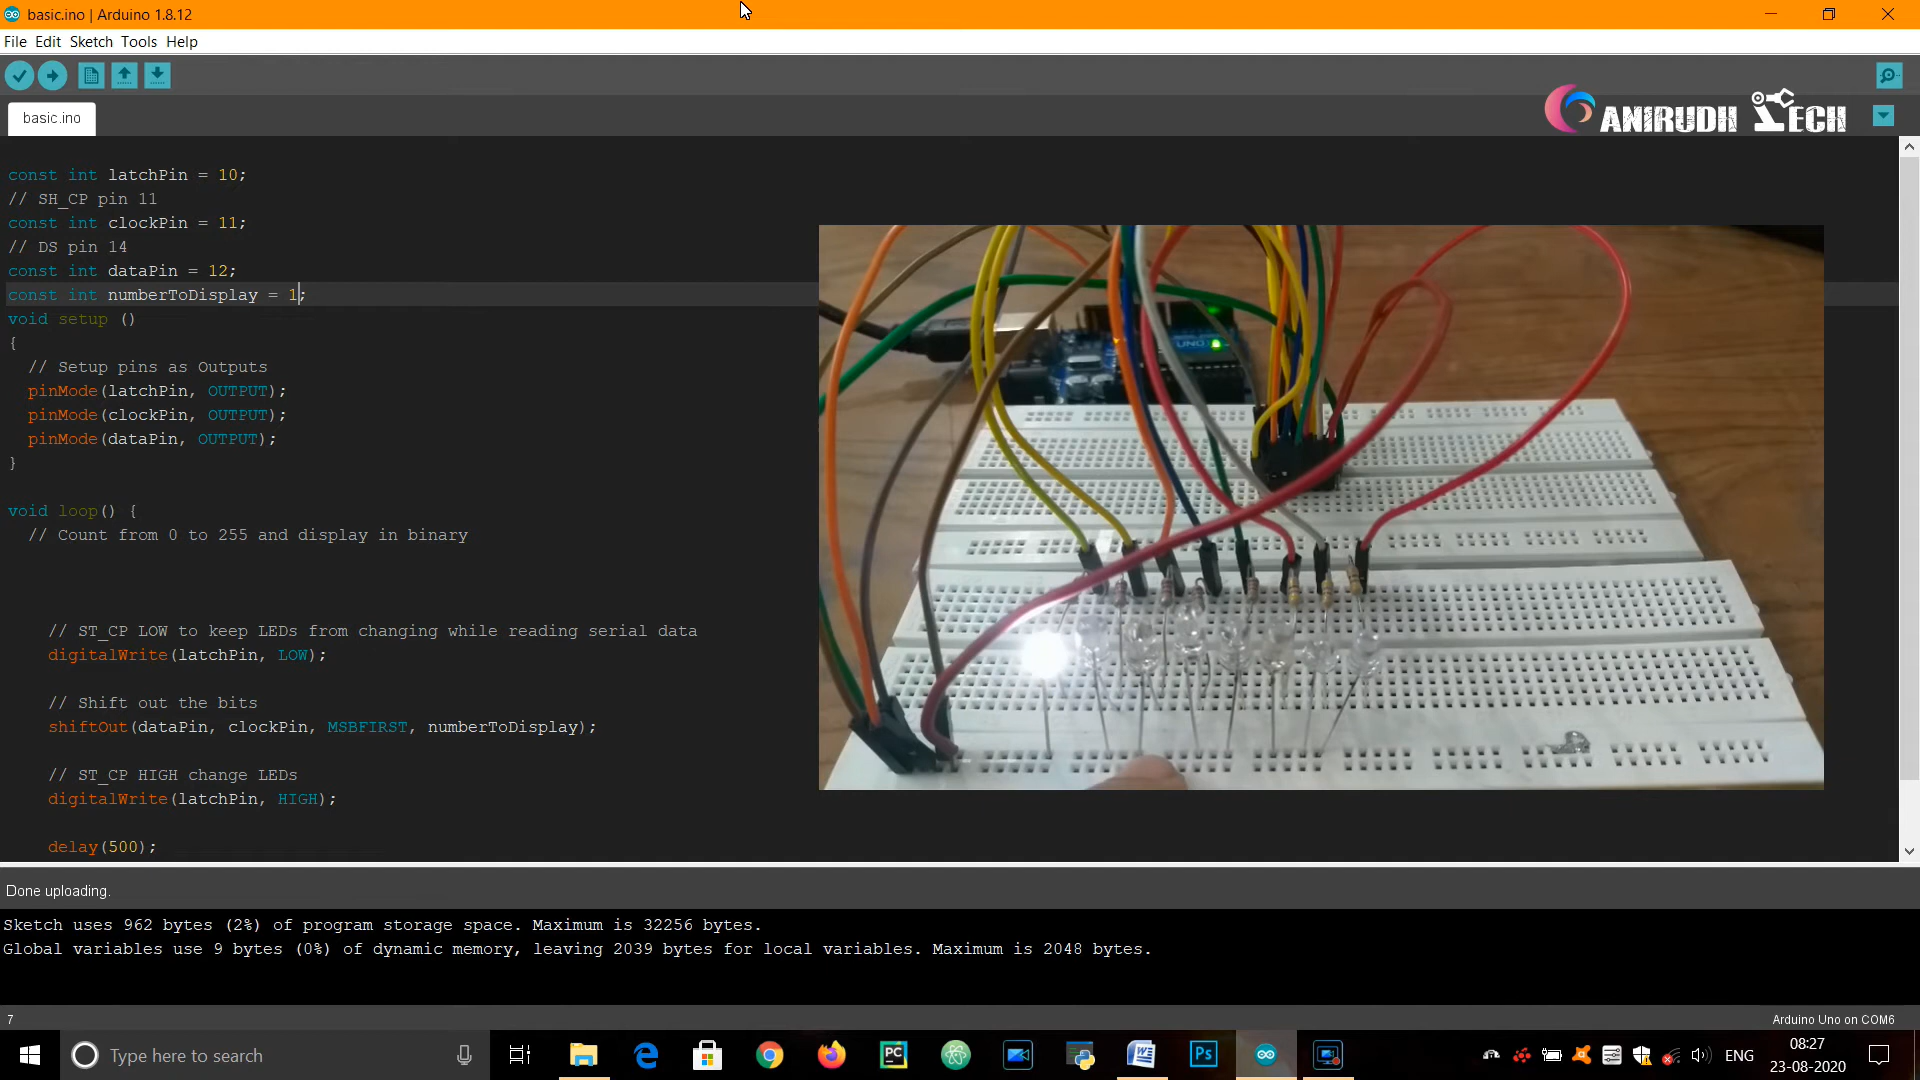 basic.ino | Arduino 1.8.12
File Edit Sketch Tools Help
basic.ino
ANIRUDH TECH
const int latchPin = 10;
// SH_CP pin 11
const int clockPin = 11;
// DS pin 14
const int dataPin = 12;
const int numberToDisplay = 1;
void setup ()
{
// Setup pins as Outputs
pinMode(latchPin, OUTPUT);
pinMode(clockPin, OUTPUT);
pinMode(dataPin, OUTPUT);
}
void loop() {
// Count from 0 to 255 and display in binary
// ST_CP LOW to keep LEDs from changing while reading serial data
digitalWrite(latchPin, LOW);
// Shift out the bits
shiftOut(dataPin, clockPin, MSBFIRST, numberToDisplay);
// ST_CP HIGH change LEDs
digitalWrite(latchPin, HIGH);
delay(500);
UNO
Done uploading.
Sketch uses 962 bytes (2%) of program storage space. Maximum is 32256 bytes.
Global variables use 9 bytes (0%) of dynamic memory, leaving 2039 bytes for local variables. Maximum is 2048 bytes.
7
Arduino Uno on COM6
Type here to search
PC
W
Ps
ENG
08:27
23-08-2020